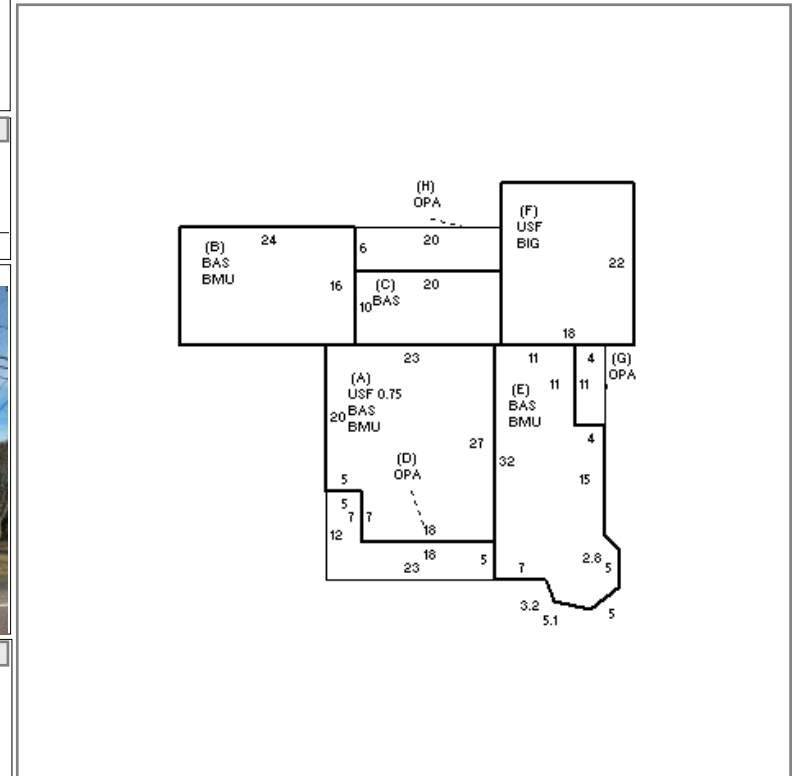 (H)
OPA
(F)
USF
BIG
24
6
20
(B)
BAS
BMU
22
16
(C)
BAS
20
10
18
23
11
4
(G)
OPA
(A)
USF 0.75
BAS
BMU
11
11
(E)
BAS
BMU
20
27
4
(D)
OPA
32
15
5
5
7
7
18
12
18
5
23
7
2.8
5
3.2
5.1
5